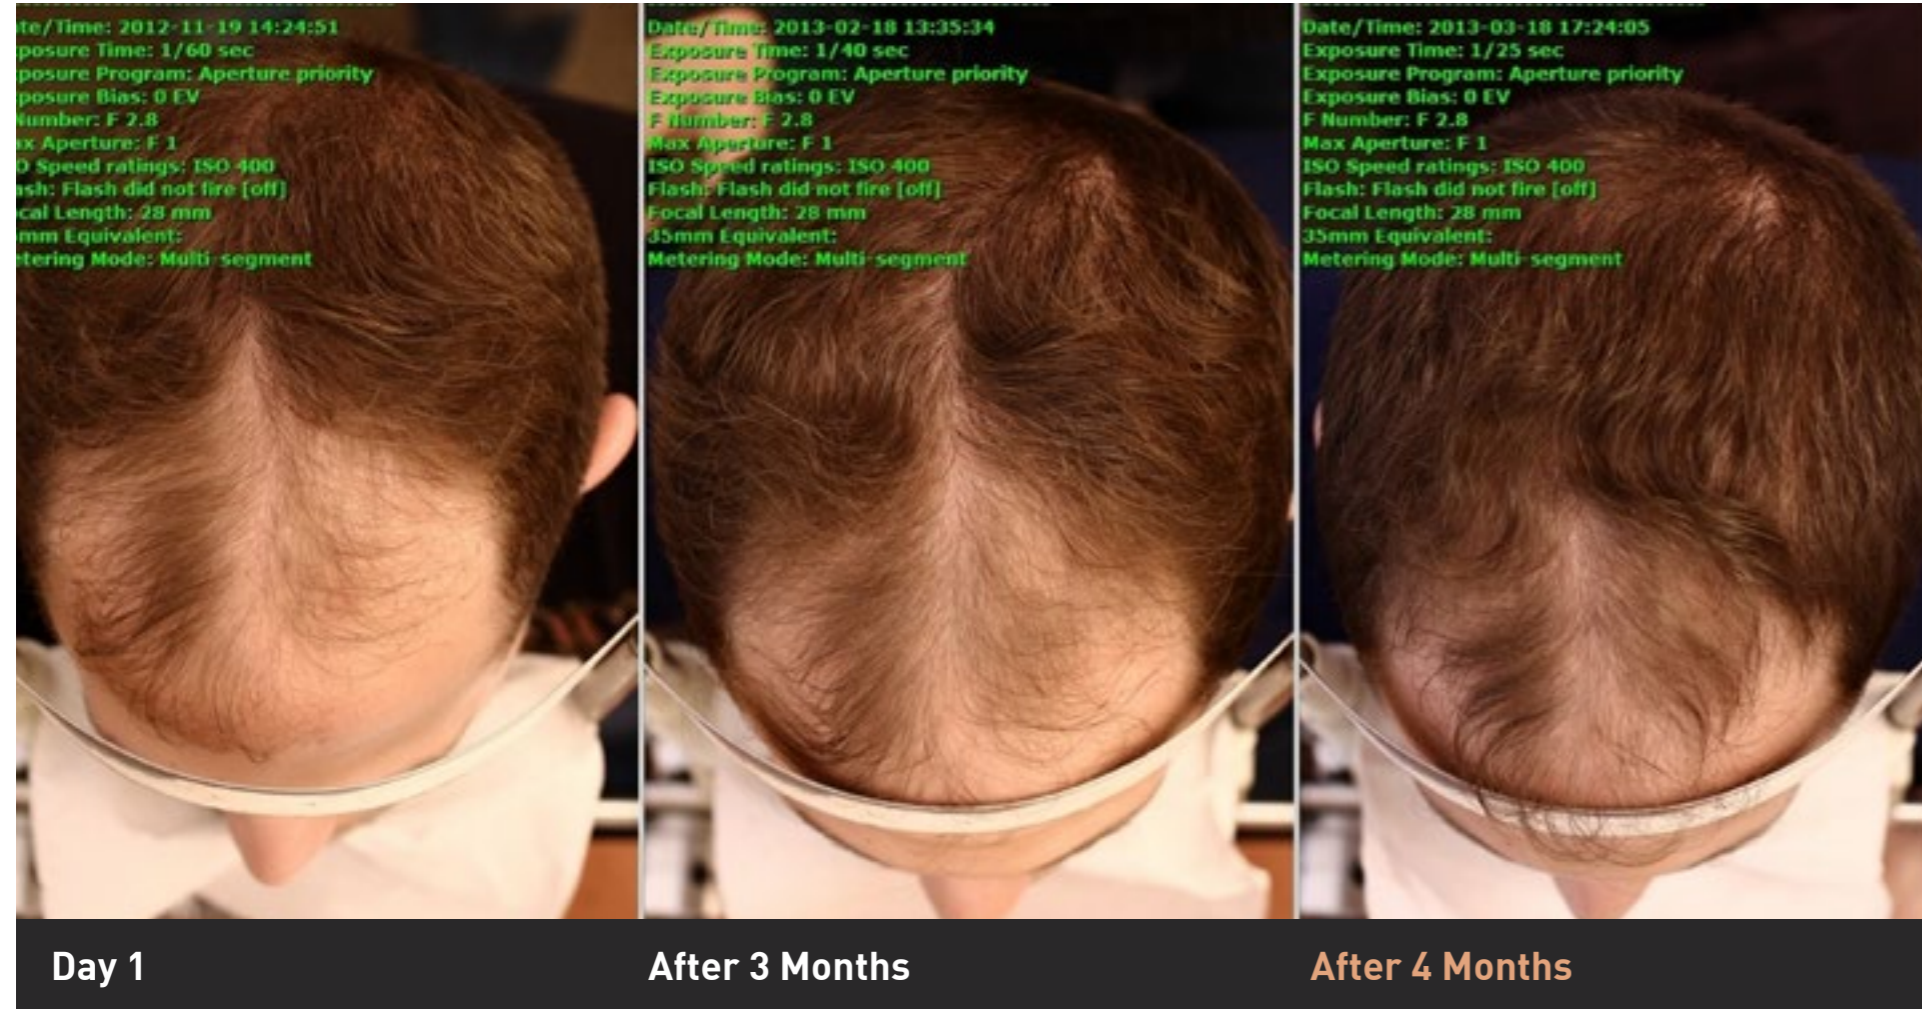 te/Time: 2012-11-19 14:24:51
posure Time: 1/60 sec
posure Program: Aperture priority
posure Bias: 0 EV
Number: F 2.8
ax Aperture: F 1
O Speed ratings: ISO 400
ash: Flash did not fire [off]
cal Length: 28 mm
mm Equivalent:
etering Mode: Multi-segment
Date/Time: 2013-02-18 13:35:34
Exposure Time: 1/40 sec
Exposure Program: Aperture priority
Exposure Bias: 0 EV
F Number: F 2.8
Max Aperture: F 1
ISO Speed ratings: ISO 400
Flash: Flash did not fire [off]
Focal Length: 28 mm
35mm Equivalent:
Metering Mode: Multi-segment
Date/Time: 2013-03-18 17:24:05
Exposure Time: 1/25 sec
Exposure Program: Aperture priority
Exposure Bias: 0 EV
F Number: F 2.8
Max Aperture: F 1
ISO Speed ratings: ISO 400
Flash: Flash did not fire [off]
Focal Length: 28 mm
35mm Equivalent:
Metering Mode: Multi-segment
Day 1
After 3 Months
After 4 Months